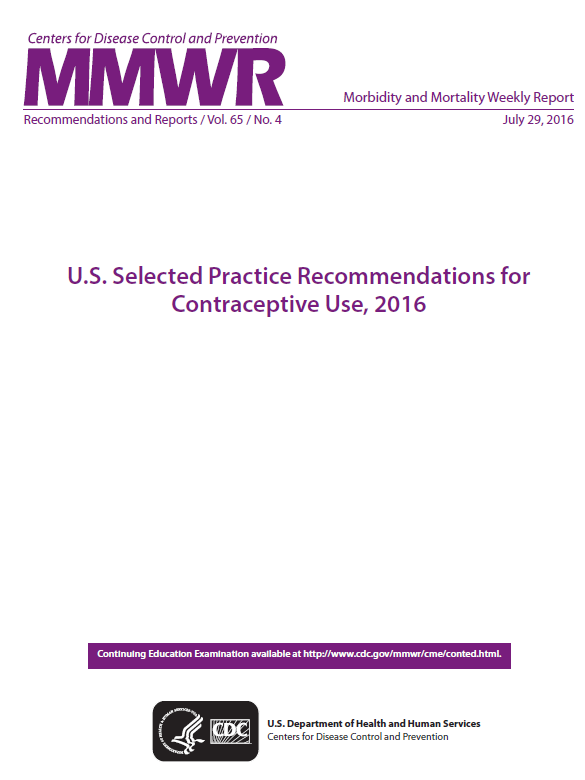 Centers for Disease Control and Prevention
MMWR
Morbidity and Mortality Weekly Report
Recommendations and Reports / Vol. 65 / No. 4
July 29, 2016
U.S. Selected Practice Recommendations for
Contraceptive Use, 2016
Continuing Education Examination available at http://www.cdc.gov/mmwr/cme/conted.html.
CDC
U.S. Department of Health and Human Services
Centers for Disease Control and Prevention